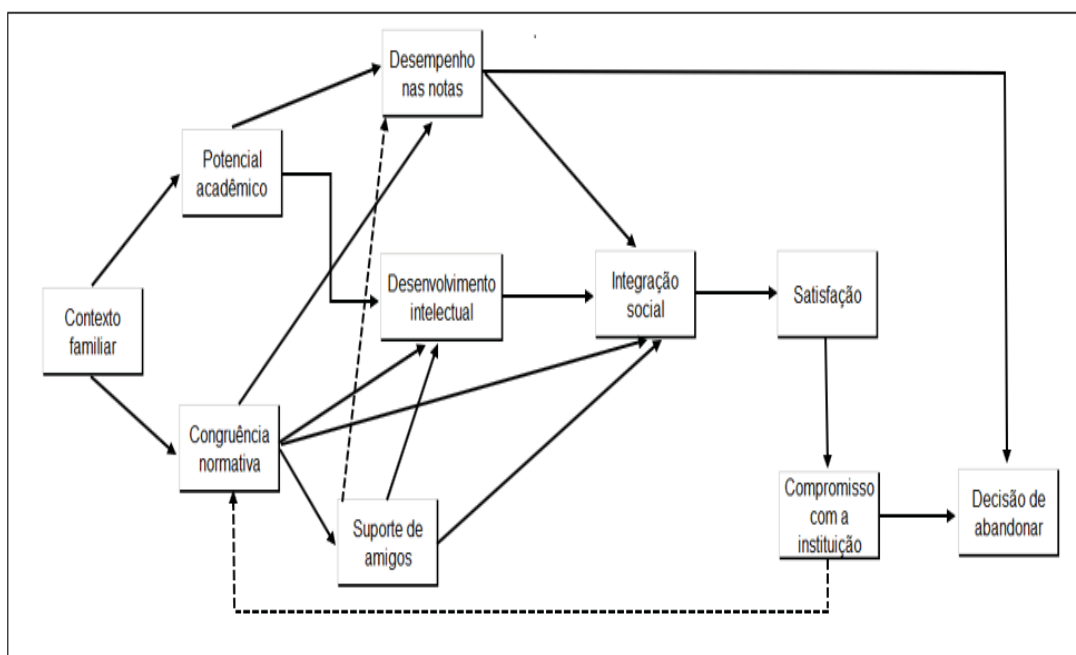 Desempenho
nas notas
Potencial
acadêmico
Desenvolvimento
intelectual
Integração
social
Satisfação
Contexto
familiar
Congruência
normativa
Suporte de
amigos
Compromisso
com a
instituição
Decisão de
abandonar